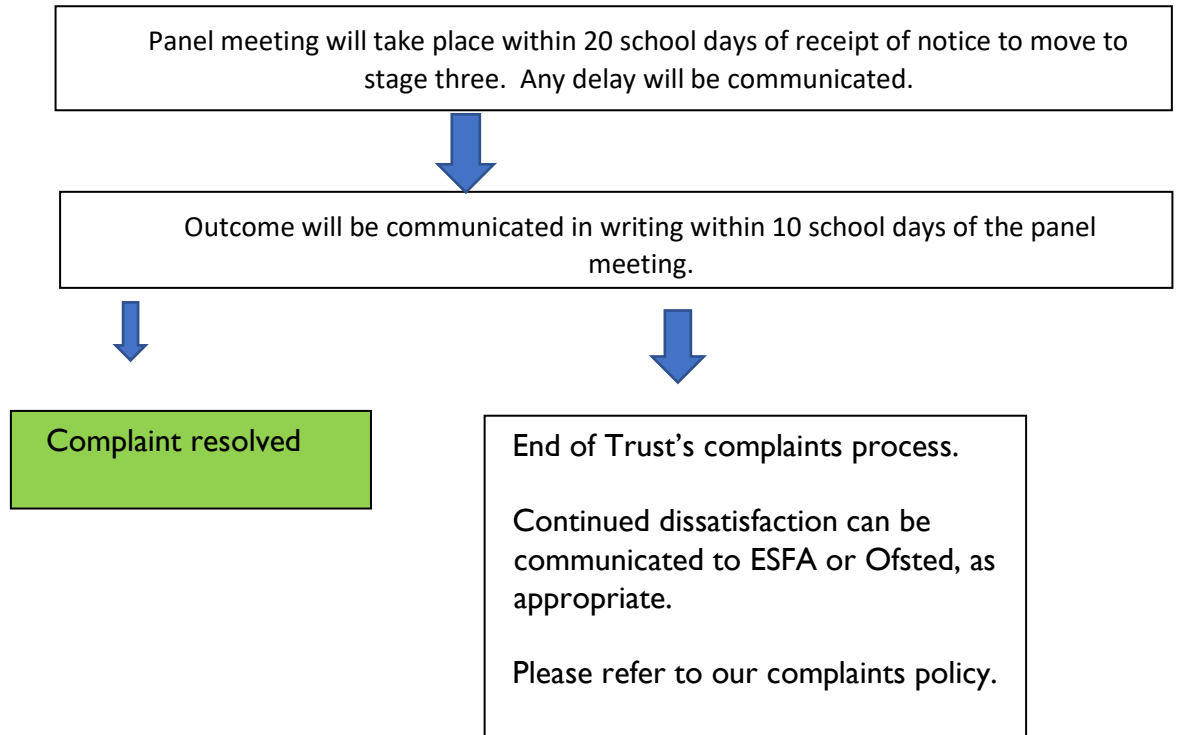 Panel meeting will take place within 20 school days of receipt of notice to move to
stage three.  Any delay will be communicated.
Outcome will be communicated in writing within 10 school days of the panel
meeting.
Complaint resolved
End of Trust’s complaints process.
Continued dissatisfaction can be
communicated to ESFA or Ofsted, as
appropriate.
Please refer to our complaints policy.